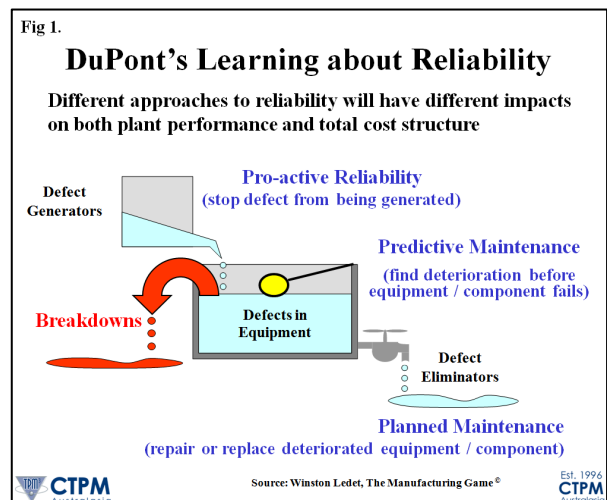 Fig 1.
DuPont's Learning about Reliability
Different approaches to reliability will have different impacts
on both plant performance and total cost structure
Pro-active Reliability
(stop defect from being generated)
Defect
Generators
Predictive Maintenance
(find deterioration before
equipment / component fails)
Breakdowns
Defects in
Equipment
Defect
Eliminators
Planned Maintenance
(repair or replace deteriorated equipment / component)
TPM CTPM
Australasia
Source: Winston Ledet, The Manufacturing Game ©
Est. 1996
CTPM
Australasia